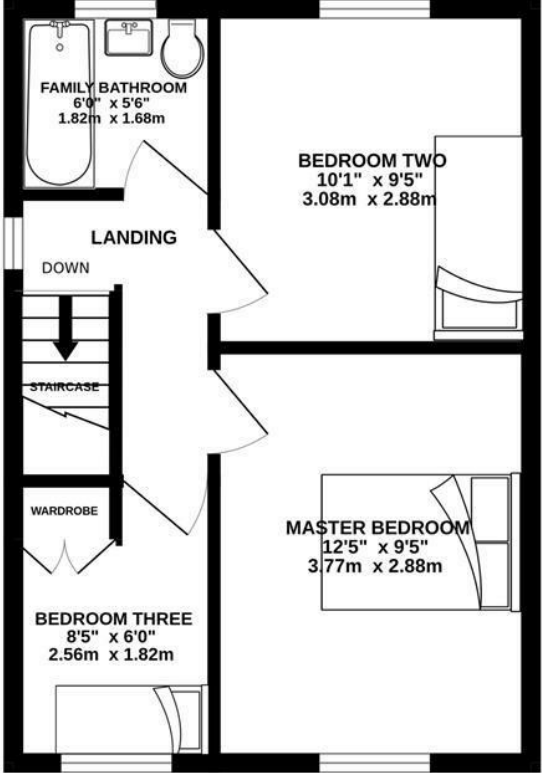 FAMILY BATHROOM
6'0" x 5'6"
1.82m x 1.68m
BEDROOM TWO
10'1" x 9'5"
3.08m x 2.88m
LANDING
DOWN
STAIRCASE
WARDROBE
MASTER BEDROOM
12'5" x 9'5"
3.77m x 2.88m
BEDROOM THREE
8'5" x 6'0"
2.56m x 1.82m